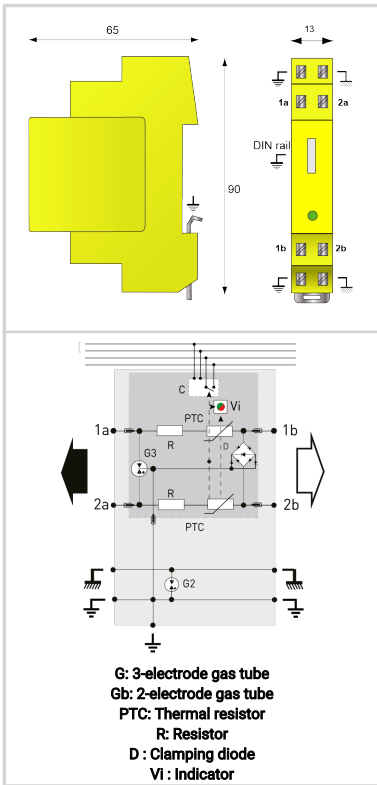 65
13
1a
2a
DIN rail
90
1b
2b
C
Vi
PTC
1a
1b
R
D
G3
R
2a
2b
PTC
G2
G: 3-electrode gas tube
Gb: 2-electrode gas tube
PTC: Thermal resistor
R: Resistor
D : Clamping diode
Vi : Indicator